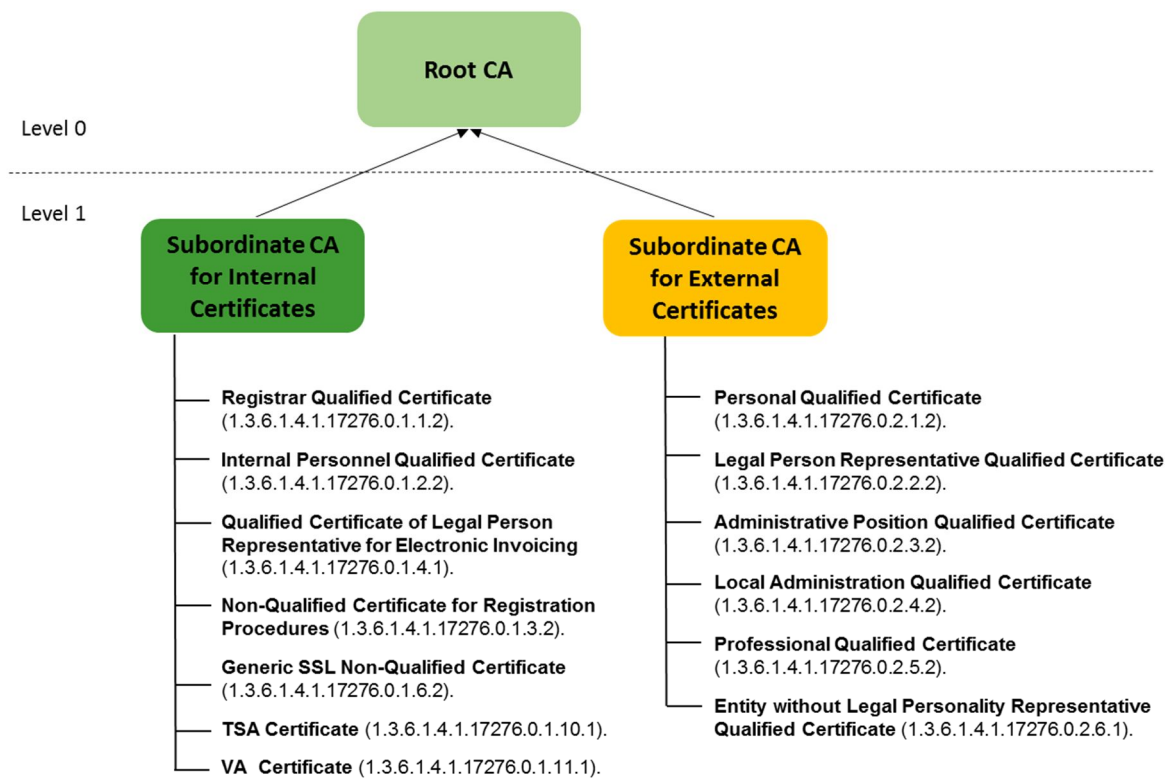 Root CA
Level 0
Level 1
Subordinate CA
for Internal
Certificates
Registrar Qualified Certificate
(1.3.6.1.4.1.17276.0.1.1.2).
Internal Personnel Qualified Certificate
(1.3.6.1.4.1.17276.0.1.2.2).
Qualified Certificate of Legal Person
Representative for Electronic Invoicing
(1.3.6.1.4.1.17276.0.1.4.1).
Non-Qualified Certificate for Registration
Procedures (1.3.6.1.4.1.17276.0.1.3.2).
Generic SSL Non-Qualified Certificate
(1.3.6.1.4.1.17276.0.1.6.2).
TSA Certificate (1.3.6.1.4.1.17276.0.1.10.1).
VA Certificate (1.3.6.1.4.1.17276.0.1.11.1).
Subordinate CA
for External
Certificates
Personal Qualified Certificate
(1.3.6.1.4.1.17276.0.2.1.2).
Legal Person Representative Qualified Certificate
(1.3.6.1.4.1.17276.0.2.2.2).
Administrative Position Qualified Certificate
(1.3.6.1.4.1.17276.0.2.3.2).
Local Administration Qualified Certificate
(1.3.6.1.4.1.17276.0.2.4.2).
Professional Qualified Certificate
(1.3.6.1.4.1.17276.0.2.5.2).
Entity without Legal Personality Representative
Qualified Certificate (1.3.6.1.4.1.17276.0.2.6.1).